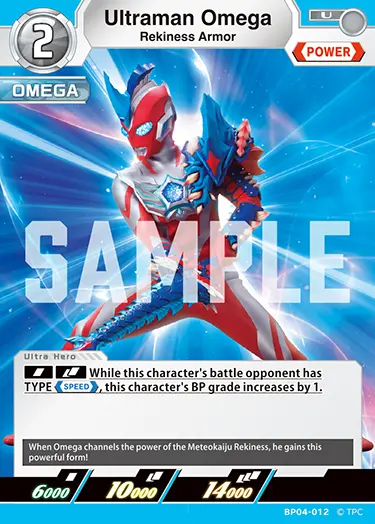 2
Ultraman Omega
Rekiness Armor
U
POWER
OMEGA
SAMPLE
Ultra Hero
While this character's battle opponent has
TYPE SPEED, this character's BP grade increases by 1.
When Omega channels the power of the Meteokaiju Rekiness, he gains this
powerful form!
6000 10000 14000
BP04-012 © TPC